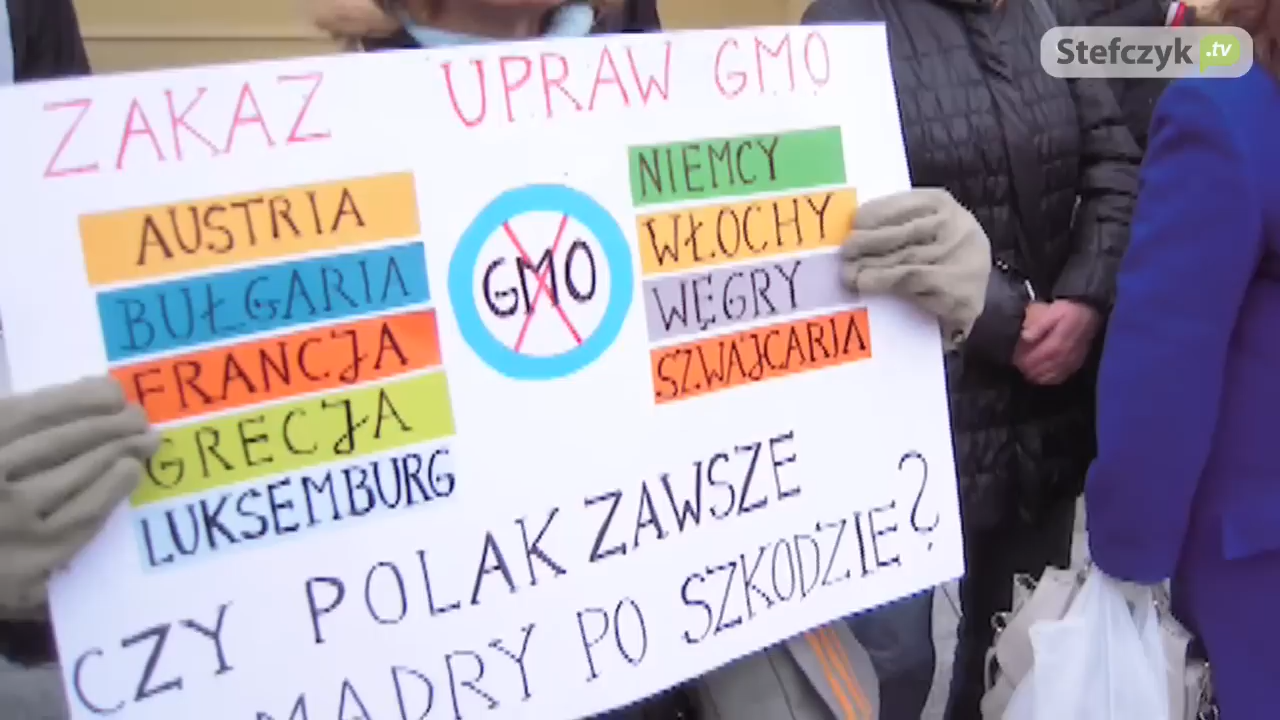 Stefczyk.tv
ZAKAZ UPRAW GMO
AUSTRIA
BUŁGARIA
FRANCJA
GRECJA
LUKSEMBURG
GMO
NIEMCY
WŁOCHY
WĘGRY
SZWAJCARIA
CZY POLAK ZAWSZE
MĄDRY PO SZKODZIE?